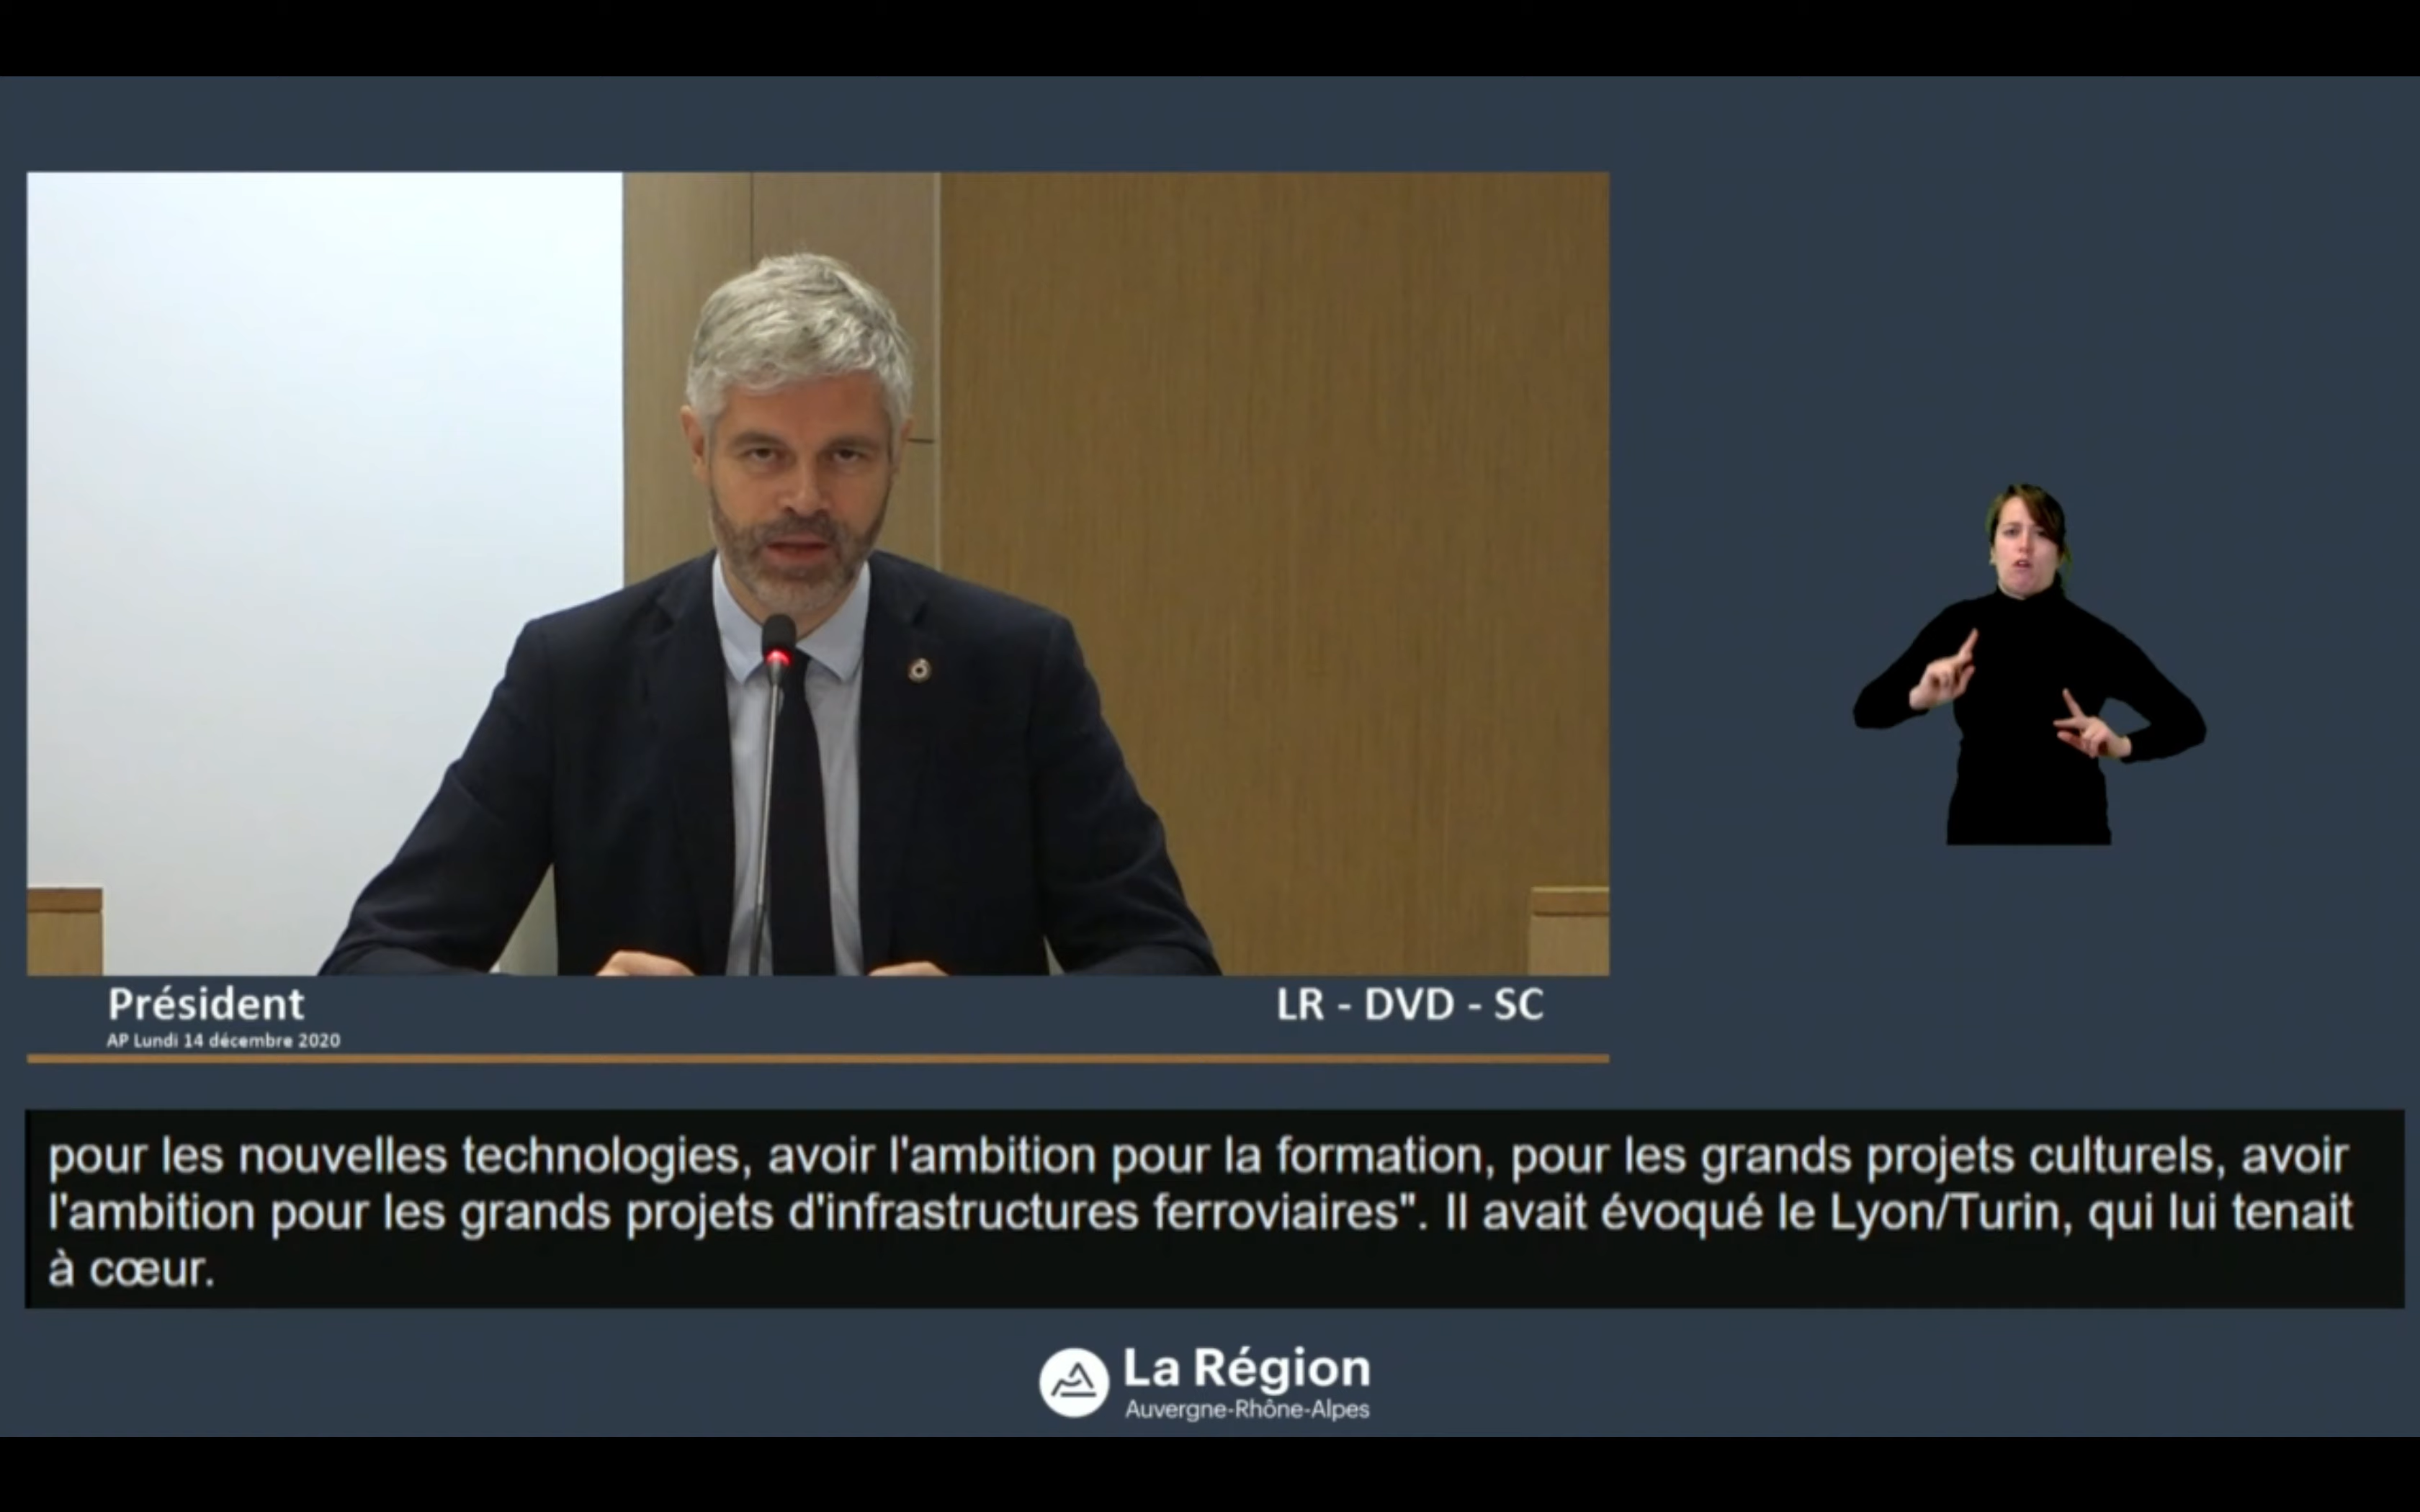 Président
LR - DVD - SC
AP Lundi 14 décembre 2020
pour les nouvelles technologies, avoir l'ambition pour la formation, pour les grands projets culturels, avoir
l'ambition pour les grands projets d'infrastructures ferroviaires". Il avait évoqué le Lyon/Turin, qui lui tenait
à cœur.
La Région
Auvergne-Rhône-Alpes